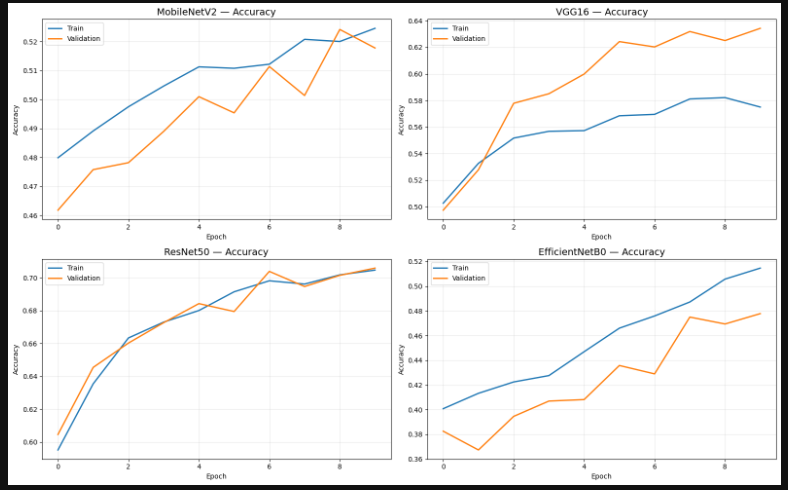 MobileNetV2 — Accuracy
Train
Validation
0.52
0.51
0.50
0.49
0.48
0.47
0.46
Accuracy
0 2 4 6 8
Epoch
VGG16 — Accuracy
Train
Validation
0.64
0.62
0.60
0.58
0.56
0.54
0.52
0.50
Accuracy
0 2 4 6 8
Epoch
ResNet50 — Accuracy
Train
Validation
0.70
0.68
0.66
0.64
0.62
0.60
Accuracy
0 2 4 6 8
Epoch
EfficientNetB0 — Accuracy
Train
Validation
0.52
0.50
0.48
0.46
0.44
0.42
0.40
0.38
0.36
Accuracy
0 2 4 6 8
Epoch